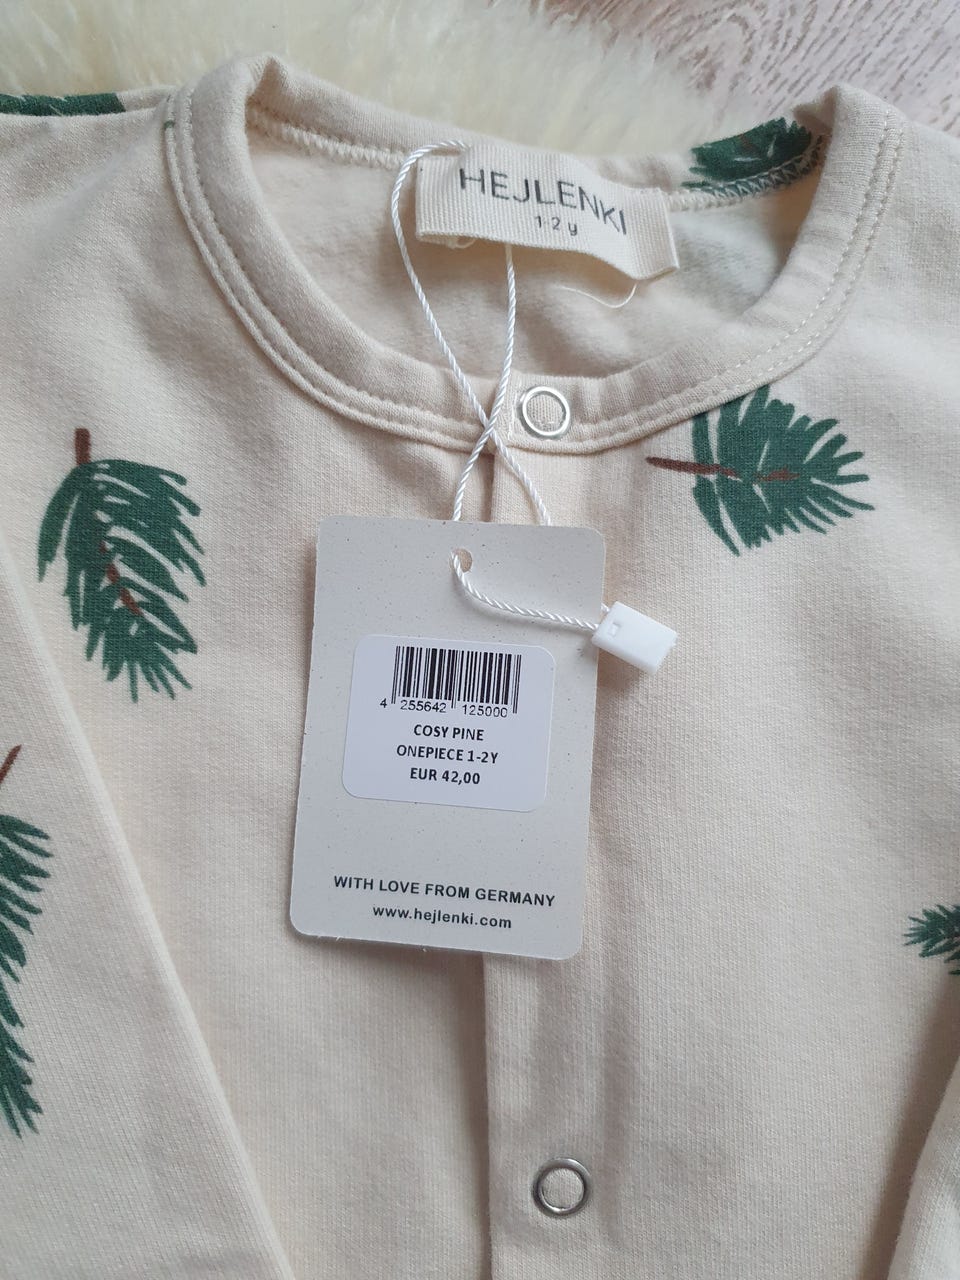 HEJLENKI
1 2 y
4 255642 125000
COSY PINE
ONEPIECE 1-2Y
EUR 42,00
WITH LOVE FROM GERMANY
www.hejlenki.com